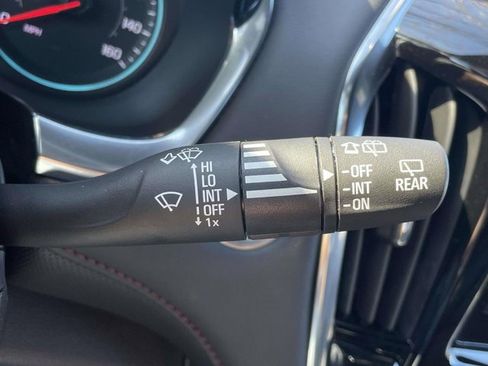 MPH
140
160
HI
LO
INT
OFF
1x
-OFF
-INT
-ON
REAR